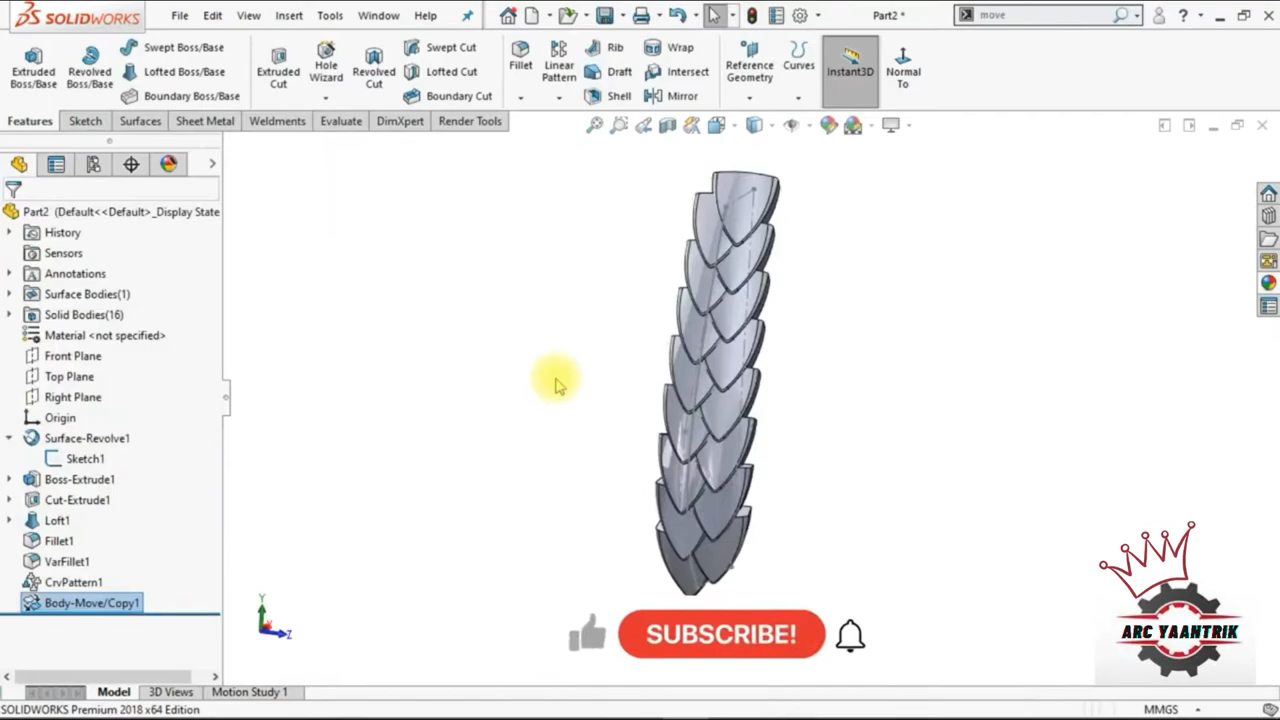 DS SOLIDWORKS
File Edit View Insert Tools Window Help
Part2 *
move
Extruded Boss/Base
Revolved Boss/Base
Swept Boss/Base
Lofted Boss/Base
Boundary Boss/Base
Extruded Cut
Hole Wizard
Revolved Cut
Swept Cut
Lofted Cut
Boundary Cut
Fillet
Linear Pattern
Rib
Draft
Shell
Wrap
Intersect
Mirror
Reference Geometry
Curves
Instant3D
Normal To
Features Sketch Surfaces Sheet Metal Weldments Evaluate DimXpert Render Tools
Part2 (Default<<Default>_Display State
History
Sensors
Annotations
Surface Bodies(1)
Solid Bodies(16)
Material <not specified>
Front Plane
Top Plane
Right Plane
Origin
Surface-Revolve1
Sketch1
Boss-Extrude1
Cut-Extrude1
Loft1
Fillet1
VarFillet1
CrvPattern1
Body-Move/Copy1
Y
Z
SUBSCRIBE!
ARC YAANTRIK
Model 3D Views Motion Study 1
SOLIDWORKS Premium 2018 x64 Edition
MMGS